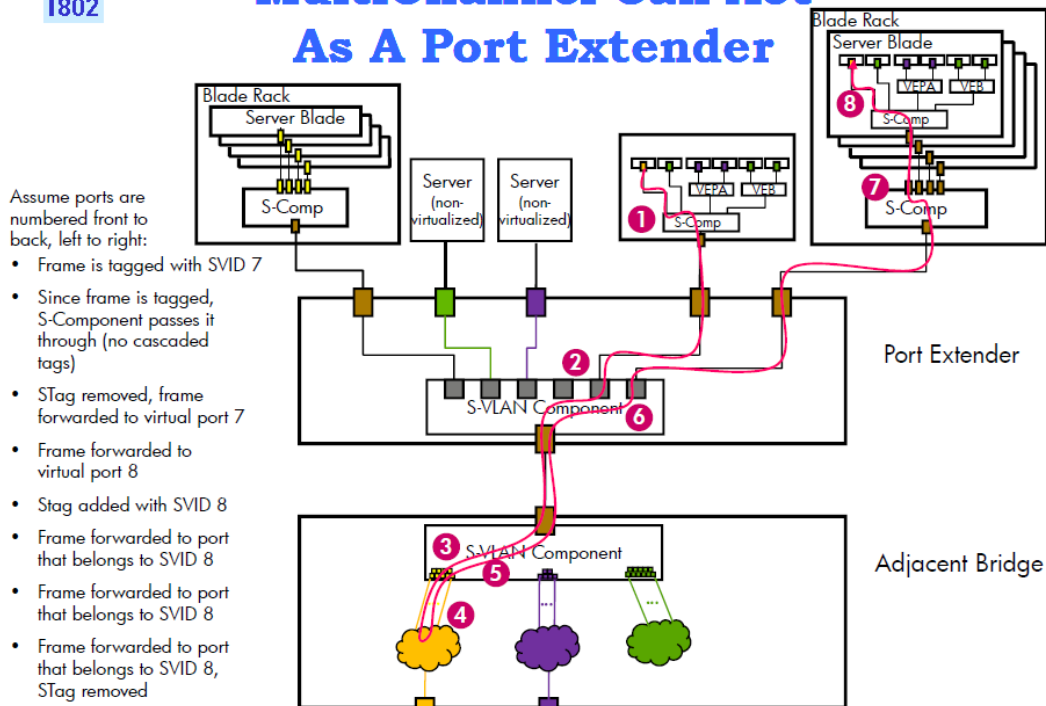 1802
MultiChannel Can Act
As A Port Extender
Blade Rack
Server Blade
VEPA
VEB
S-Comp
8
7
S-Comp
Blade Rack
Server Blade
S-Comp
Server
(non-
virtualized)
Server
(non-
virtualized)
VEPA
VEB
S-Comp
1
Assume ports are
numbered front to
back, left to right:
• Frame is tagged with SVID 7
• Since frame is tagged,
S-Component passes it
through (no cascaded
tags)
• STag removed, frame
forwarded to virtual port 7
• Frame forwarded to
virtual port 8
• Stag added with SVID 8
• Frame forwarded to port
that belongs to SVID 8
• Frame forwarded to port
that belongs to SVID 8
• Frame forwarded to port
that belongs to SVID 8,
STag removed
2
S-VLAN Component
6
Port Extender
3
S-VLAN Component
5
4
...
...
Adjacent Bridge